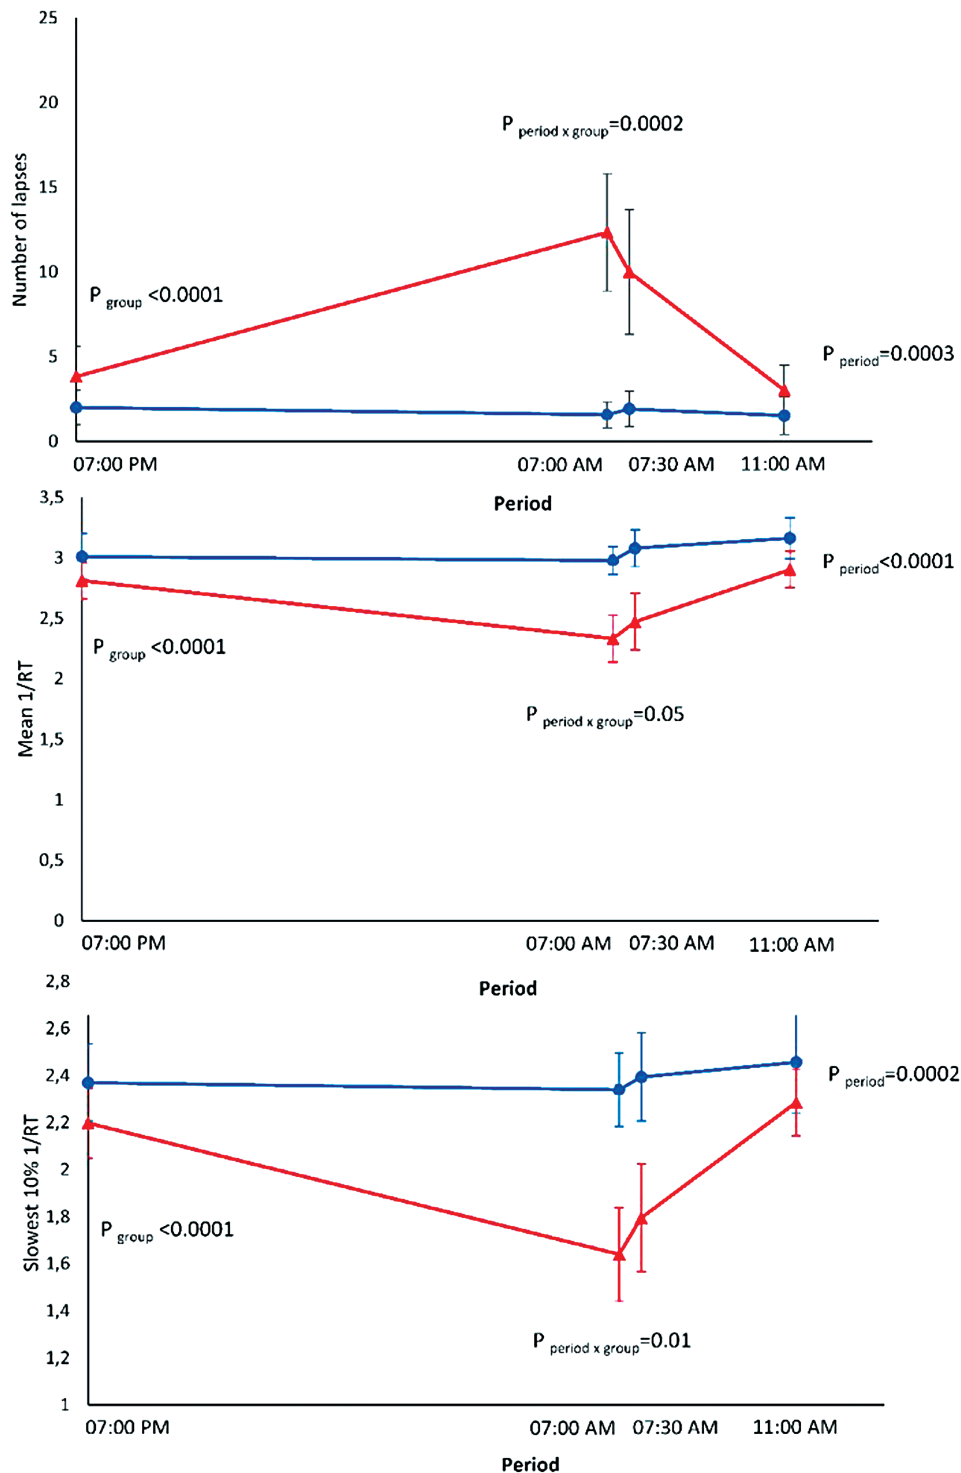 25
20
P period x group=0.0002
15
Number of lapses
10
P group <0.0001
5
P period=0.0003
0
07:00 PM 07:00 AM 07:30 AM 11:00 AM
Period
3,5
3
P period<0.0001
2,5
P group <0.0001
2
Mean 1/RT
P period x group=0.05
1,5
1
0,5
0
07:00 PM 07:00 AM 07:30 AM 11:00 AM
Period
2,8
2,6
2,4
P period=0.0002
2,2
2
Slowest 10% 1/RT
1,8
P group <0.0001
1,6
1,4
P period x group=0.01
1,2
1
07:00 PM 07:00 AM 07:30 AM 11:00 AM
Period